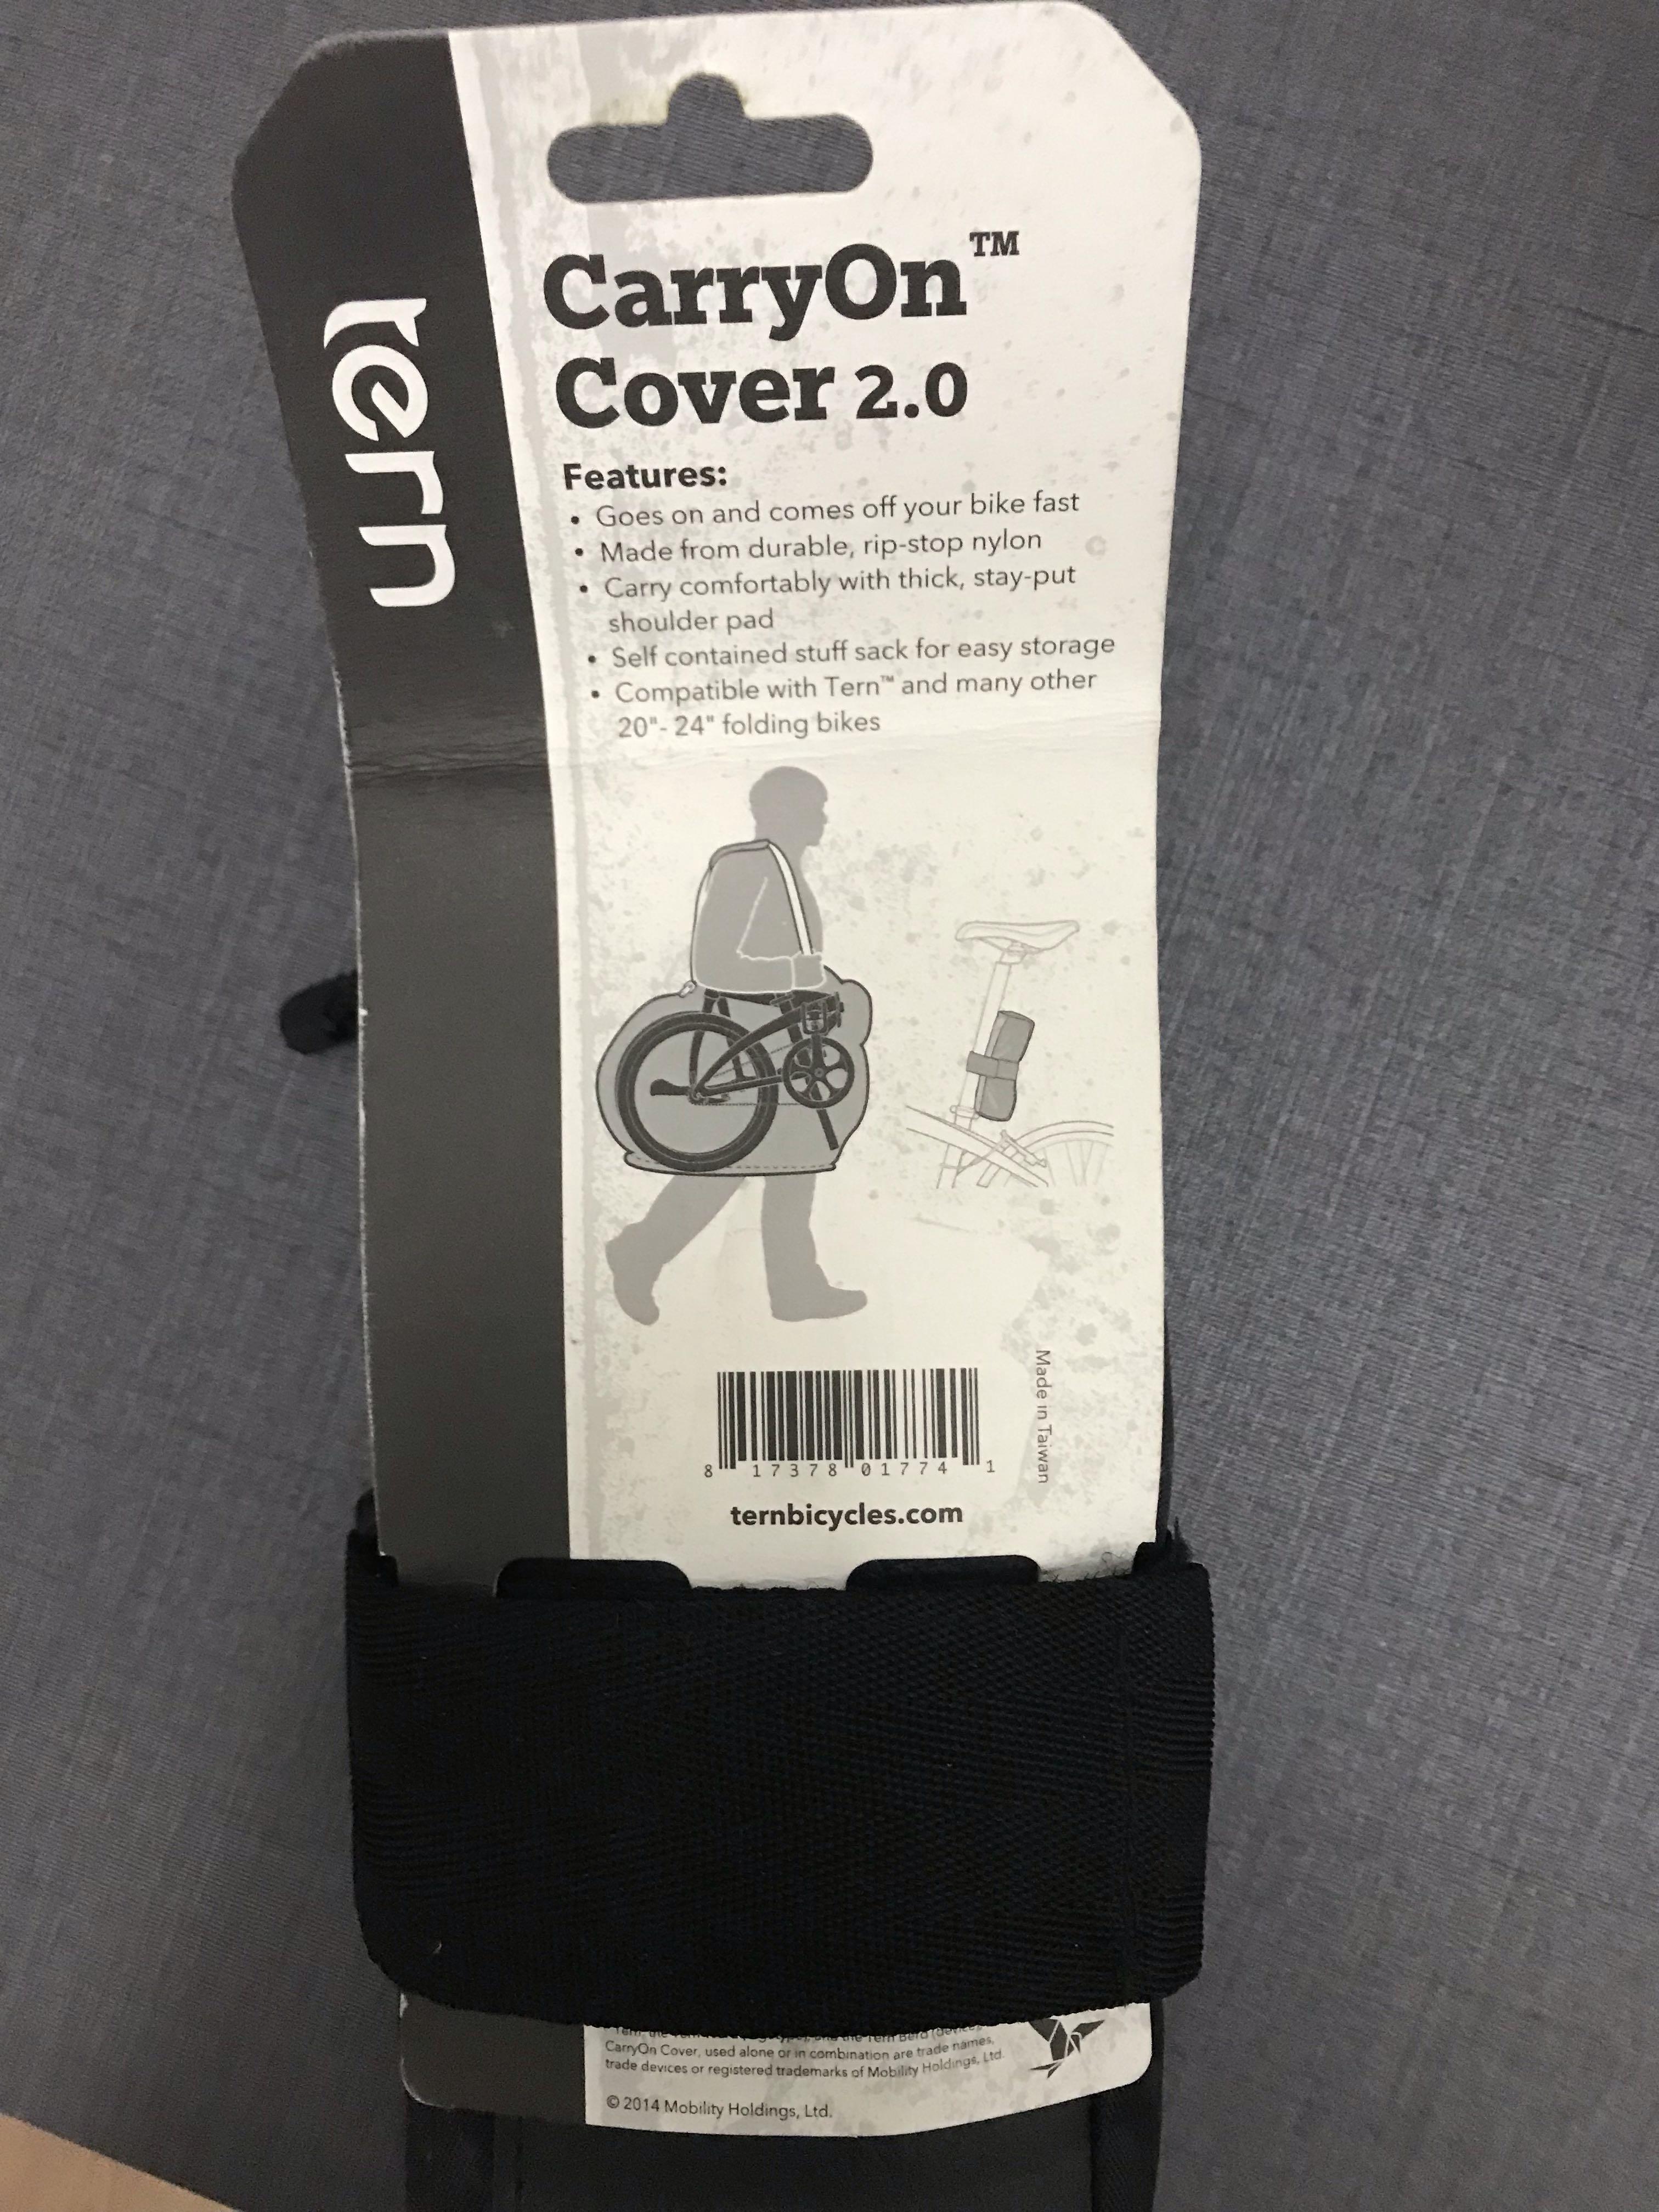 tern
CarryOn™
Cover 2.0
Features:
• Goes on and comes off your bike fast
• Made from durable, rip-stop nylon
• Carry comfortably with thick, stay-put
shoulder pad
• Self contained stuff sack for easy storage
• Compatible with Tern™ and many other
20"- 24" folding bikes
Made in Taiwan
8 17378 01774 1
ternbicycles.com
CarryOn Cover, used alone or in combination are trade names,
trade devices or registered trademarks of Mobility Holdings, Ltd.
© 2014 Mobility Holdings, Ltd.